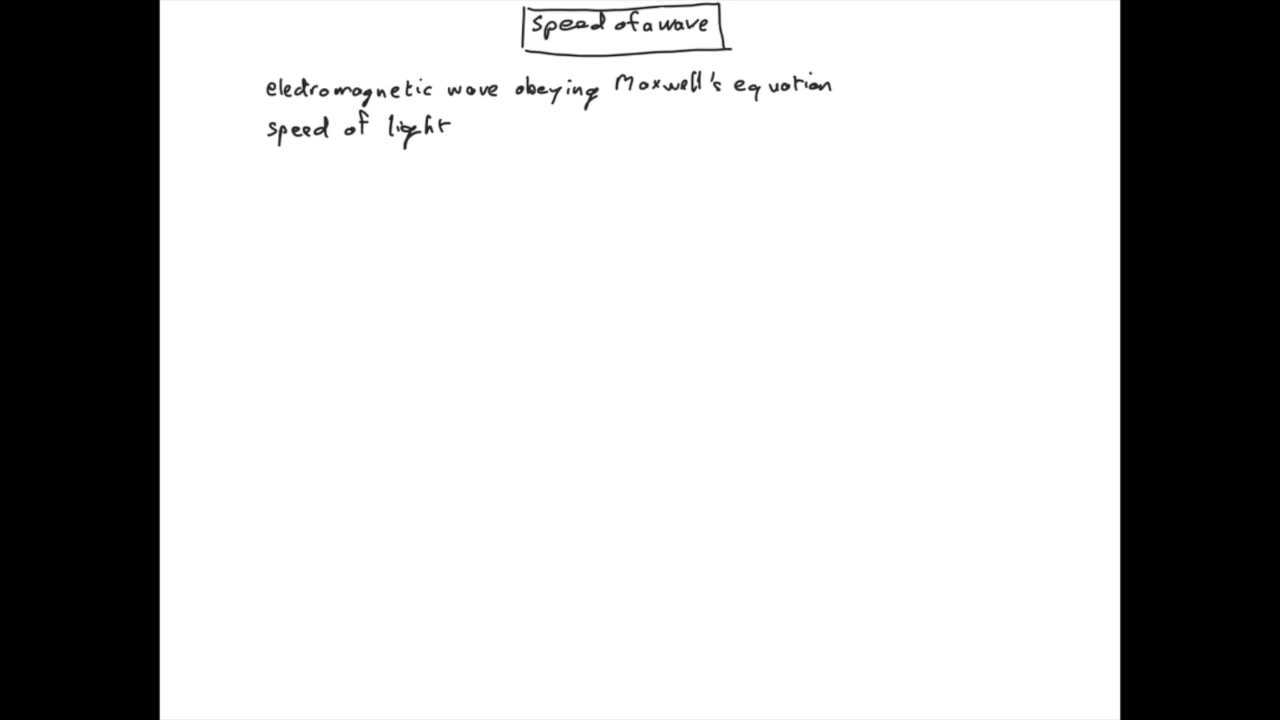 Speed of a wave
electromagnetic wave obeying Maxwell's equation
speed of light